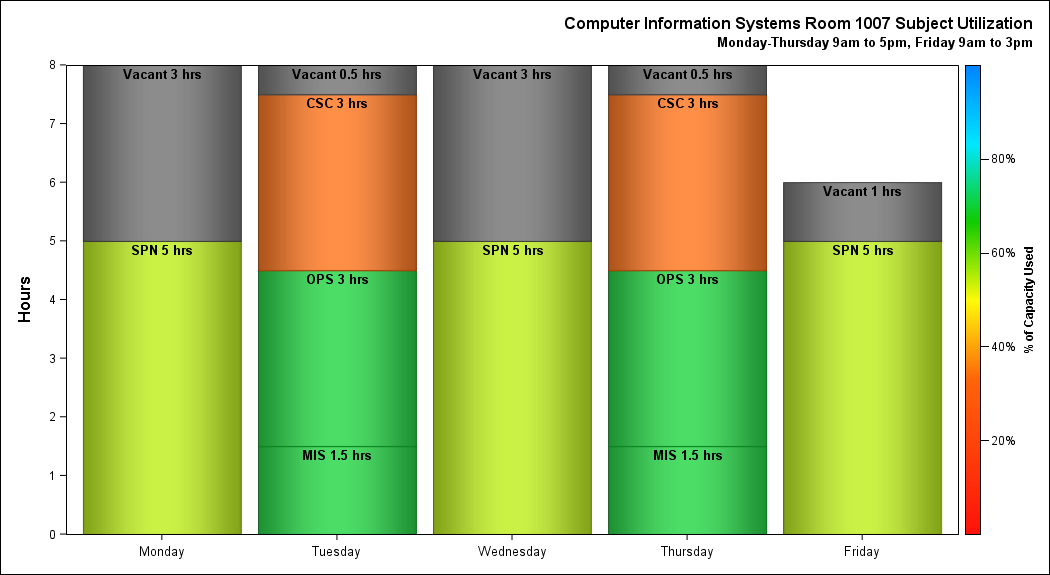 Computer Information Systems Room 1007 Subject Utilization
Monday-Thursday 9am to 5pm, Friday 9am to 3pm
Hours
8
7
6
5
4
3
2
1
0
Vacant 3 hrs
SPN 5 hrs
Vacant 0.5 hrs
CSC 3 hrs
OPS 3 hrs
MIS 1.5 hrs
Vacant 3 hrs
SPN 5 hrs
Vacant 0.5 hrs
CSC 3 hrs
OPS 3 hrs
MIS 1.5 hrs
Vacant 1 hrs
SPN 5 hrs
Monday
Tuesday
Wednesday
Thursday
Friday
80%
60%
40%
20%
% of Capacity Used